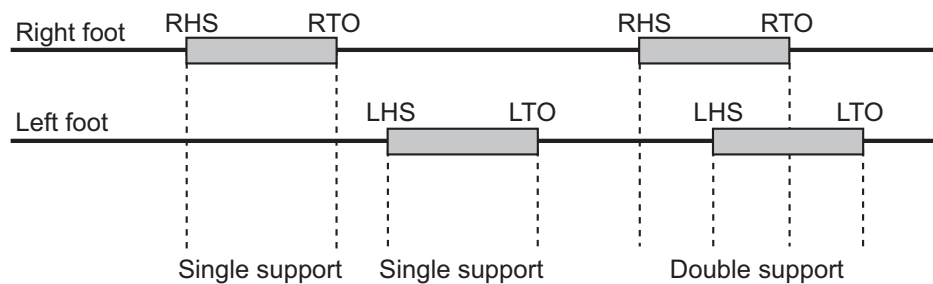 Right foot
RHS RTO RHS RTO
Left foot
LHS LTO LHS LTO
Single support Single support Double support